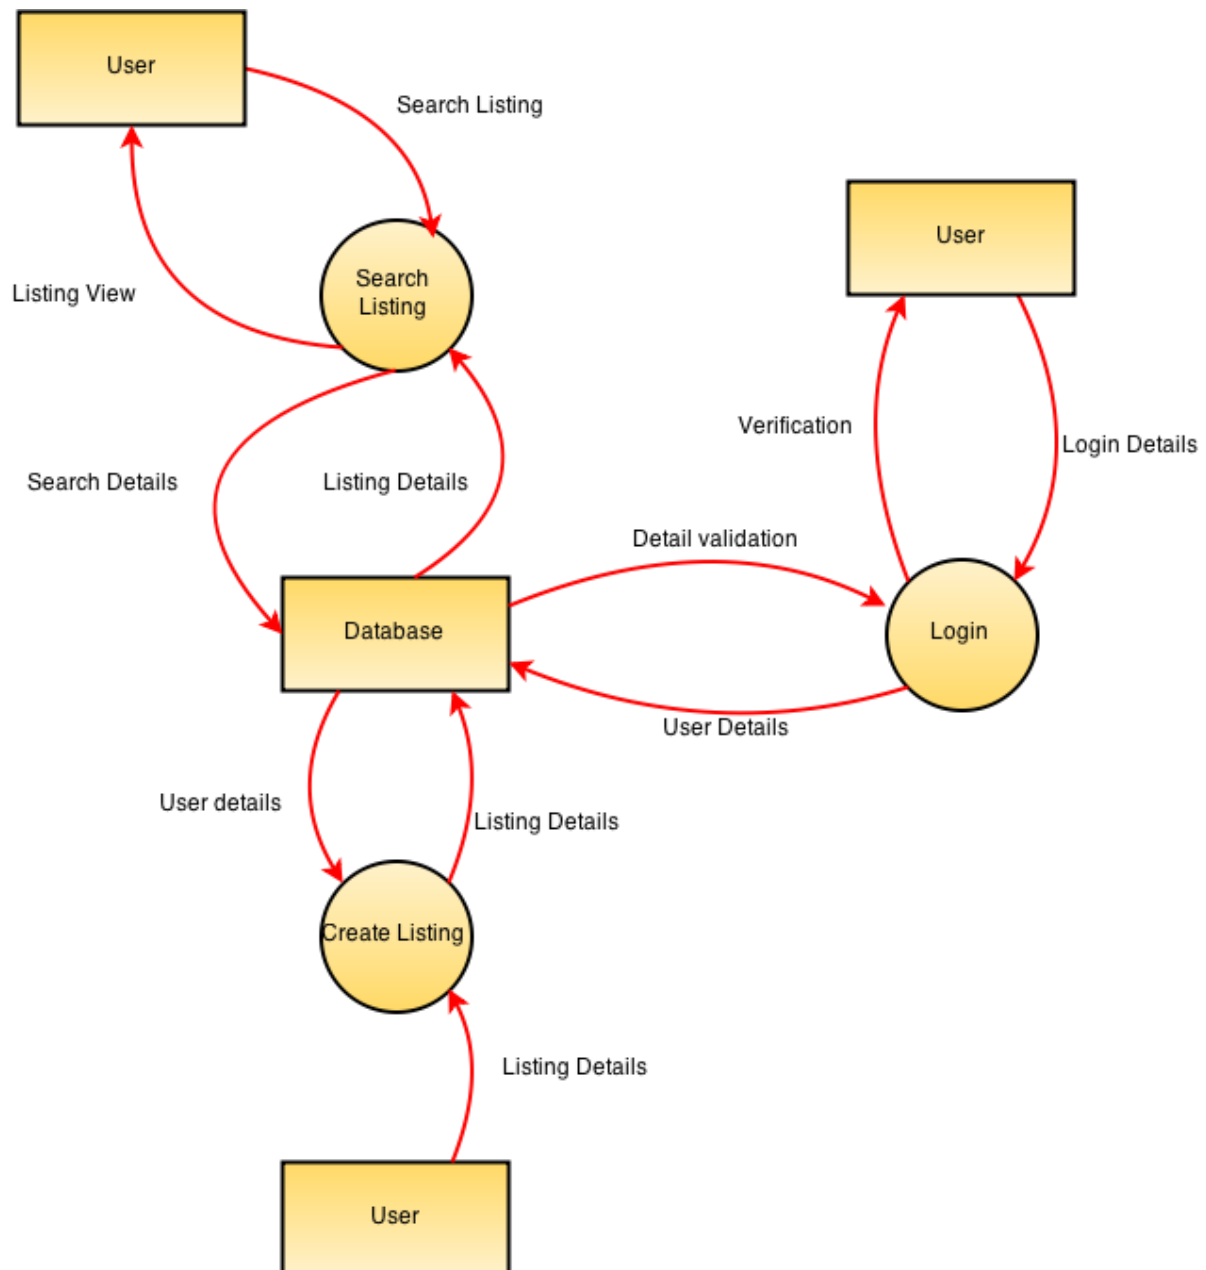 User
Search Listing
User
Search
Listing
Listing View
Verification
Login Details
Search Details
Listing Details
Detail validation
Database
Login
User Details
User details
Listing Details
Create Listing
Listing Details
User